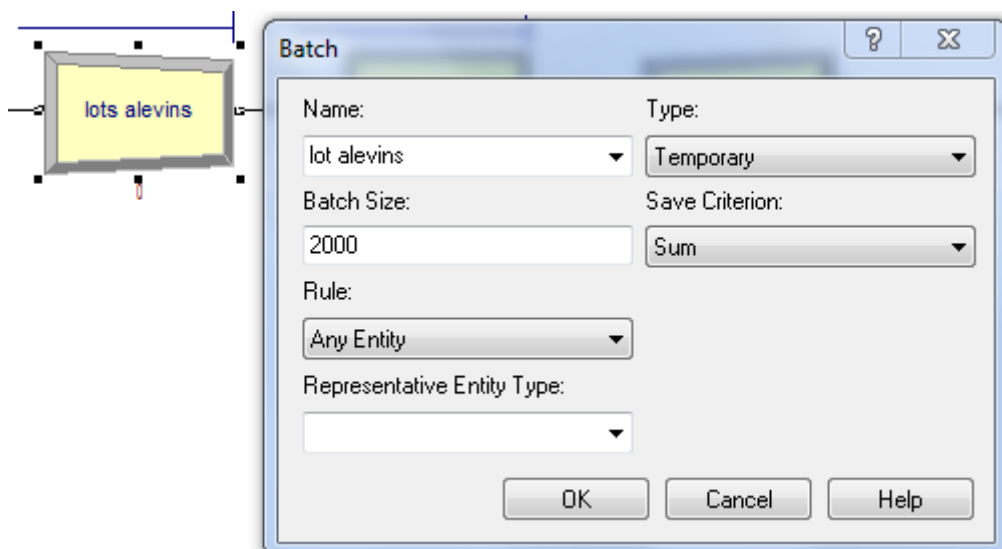 lots alevins
0
Batch
Name:
Type:
lot alevins
Temporary
Batch Size:
Save Criterion:
2000
Sum
Rule:
Any Entity
Representative Entity Type:
OK
Cancel
Help